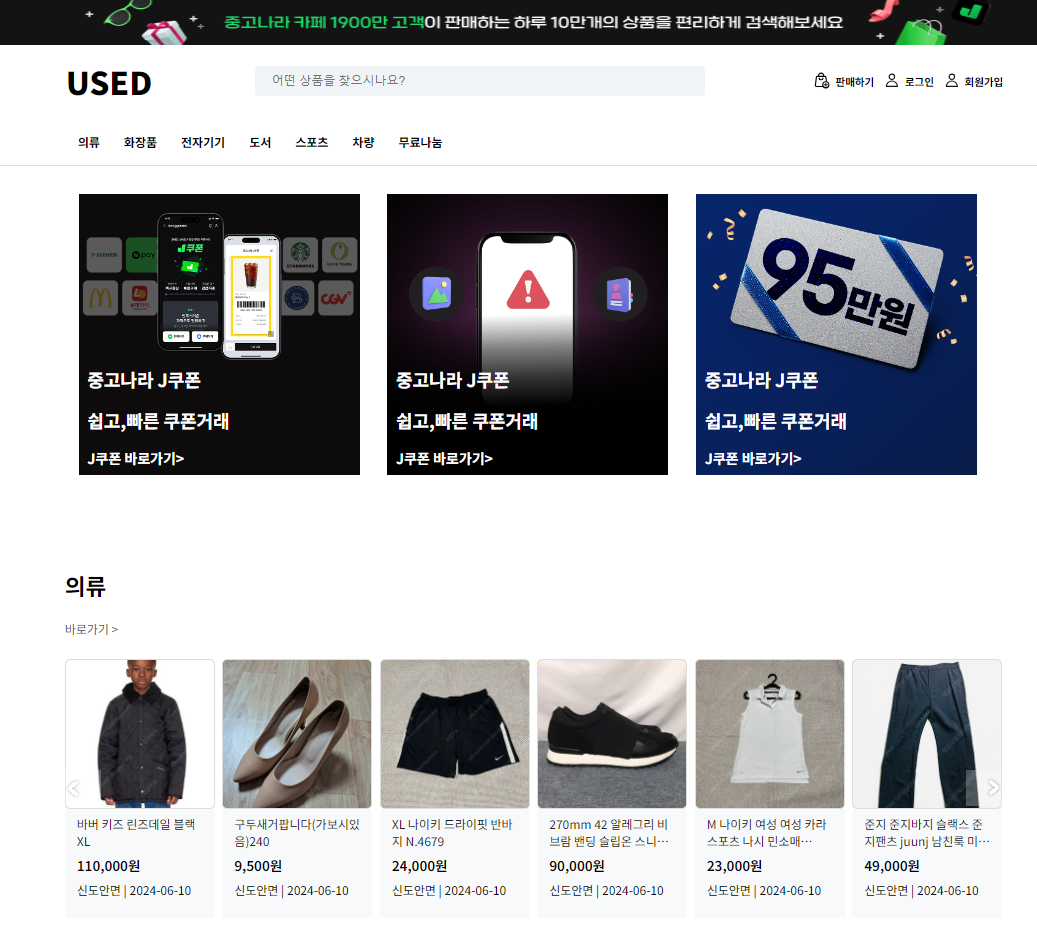 중고나라 카페 1900만 고객이 판매하는 하루 10만개의 상품을 편리하게 검색해보세요
USED
어떤 상품을 찾으시나요?
판매하기 로그인 회원가입
의류 화장품 전자기기 도서 스포츠 차량 무료나눔
J쿠폰
pay
CGV
중고나라 J쿠폰
쉽고,빠른 쿠폰거래
J쿠폰 바로가기>
중고나라 J쿠폰
쉽고,빠른 쿠폰거래
J쿠폰 바로가기>
95만원
중고나라 J쿠폰
쉽고,빠른 쿠폰거래
J쿠폰 바로가기>
의류
바로가기 >
바버 키즈 린즈데일 블랙
XL
110,000원
신도안면 | 2024-06-10
구두새거팝니다(가보시있
음)240
9,500원
신도안면 | 2024-06-10
XL 나이키 드라이핏 반바
지 N.4679
24,000원
신도안면 | 2024-06-10
270mm 42 알레그리 비
브람 밴딩 슬립온 스니…
90,000원
신도안면 | 2024-06-10
M 나이키 여성 여성 카라
스포츠 나시 민소매…
23,000원
신도안면 | 2024-06-10
준지 준지바지 슬랙스 준
지팬츠 juunj 남친룩 미…
49,000원
신도안면 | 2024-06-10